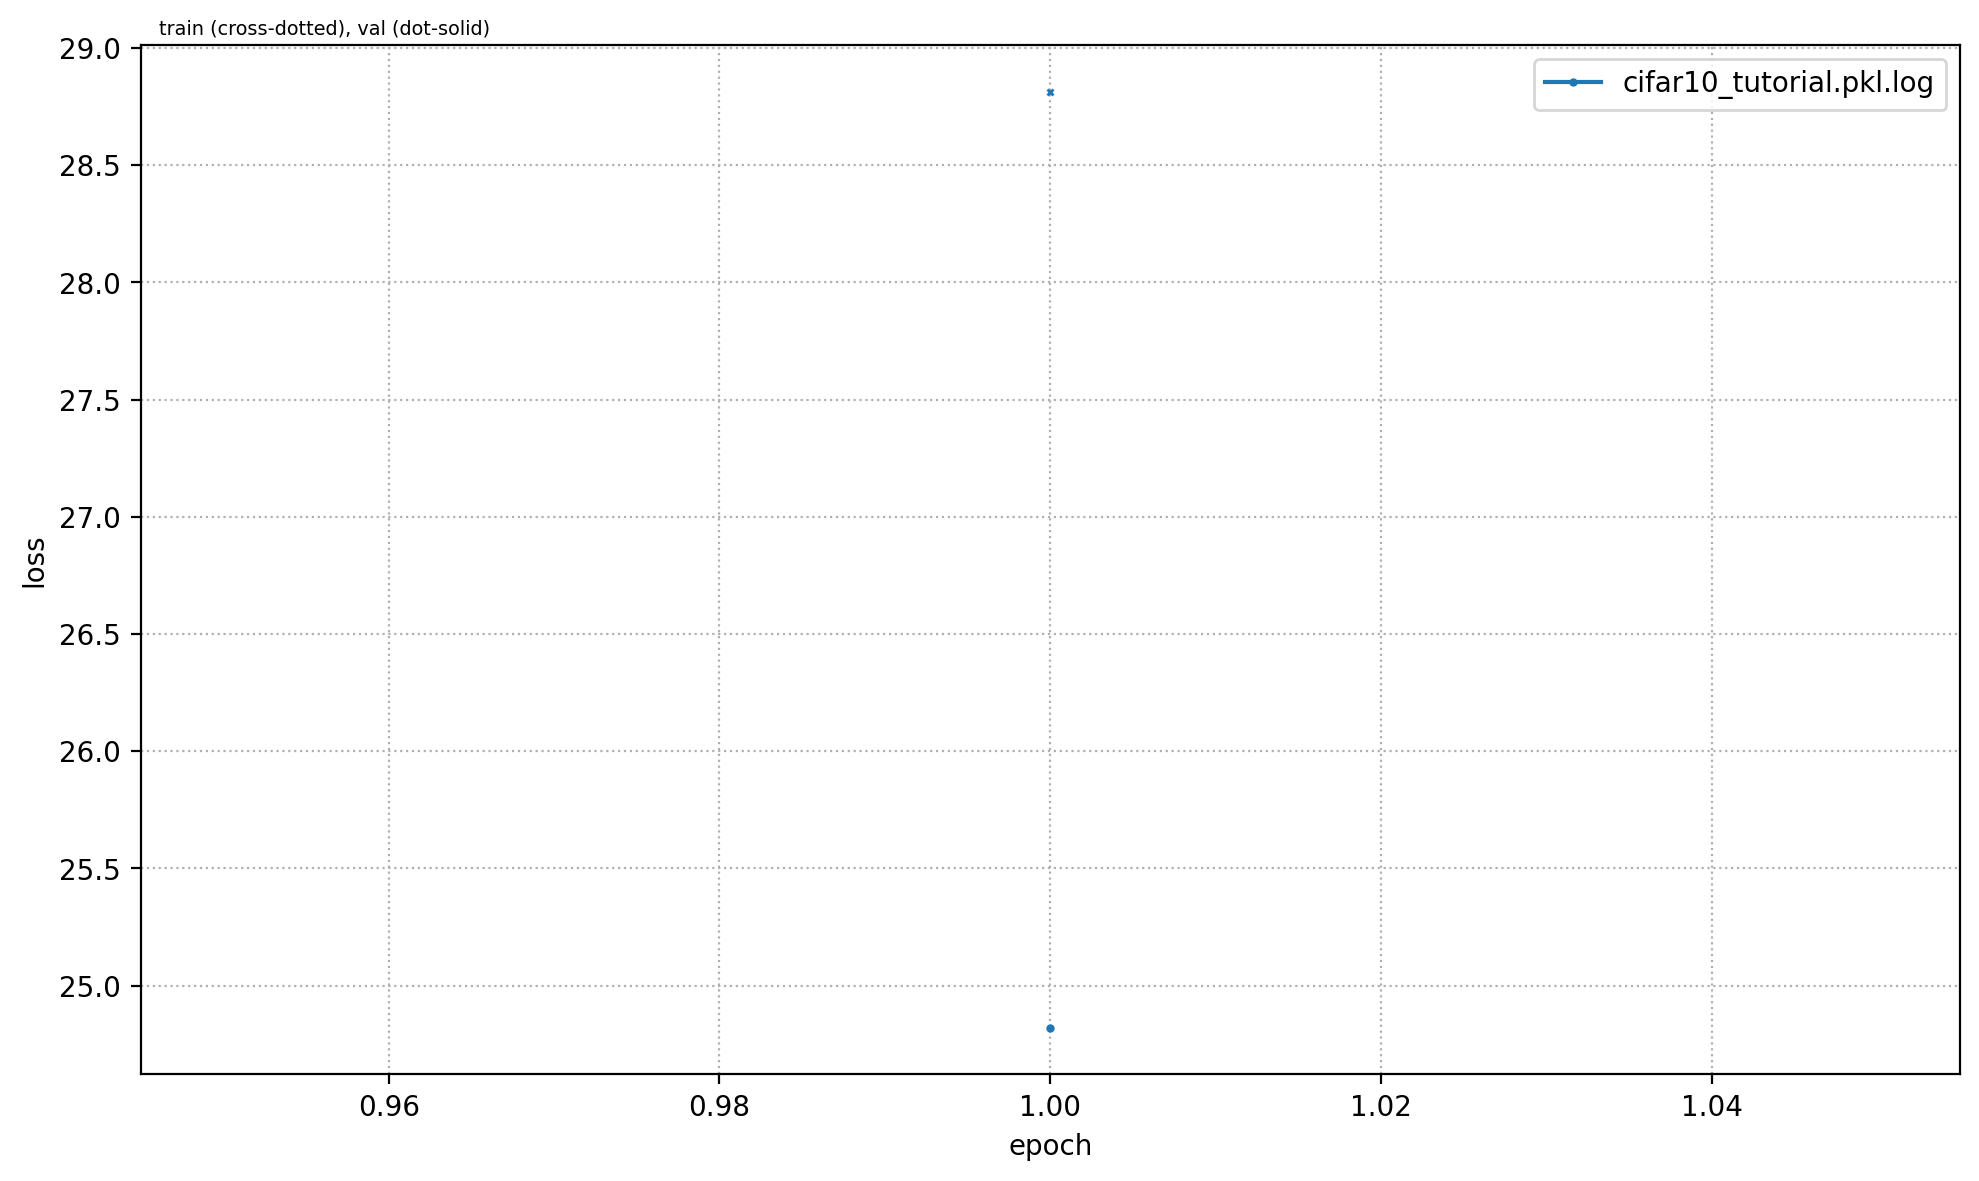 train (cross-dotted), val (dot-solid)
29.0
cifar10_tutorial.pkl.log
28.5
28.0
27.5
27.0
loss
26.5
26.0
25.5
25.0
0.96 0.98 1.00 1.02 1.04
epoch